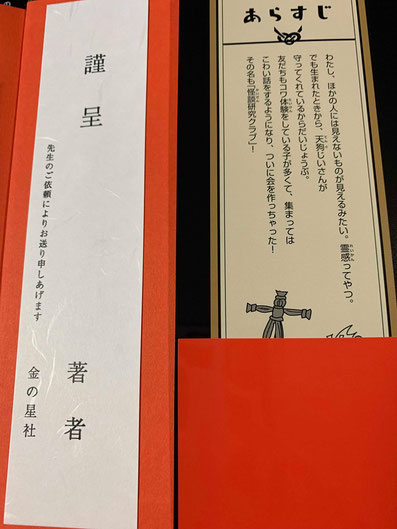 あらすじ
わたし、ほかの人には見えないものが見えるみたい。霊感ってやつ。
でも生まれたときから、天狗じいさんが
守ってくれているからだいじょうぶ。
友だちもコワ体験をしている子が多くて、集まっては
こわい話をするようになり、ついに会を作っちゃった！
その名も「怪談研究クラブ」！
謹呈　著者
先生のご依頼によりお送り申しあげます
金の星社